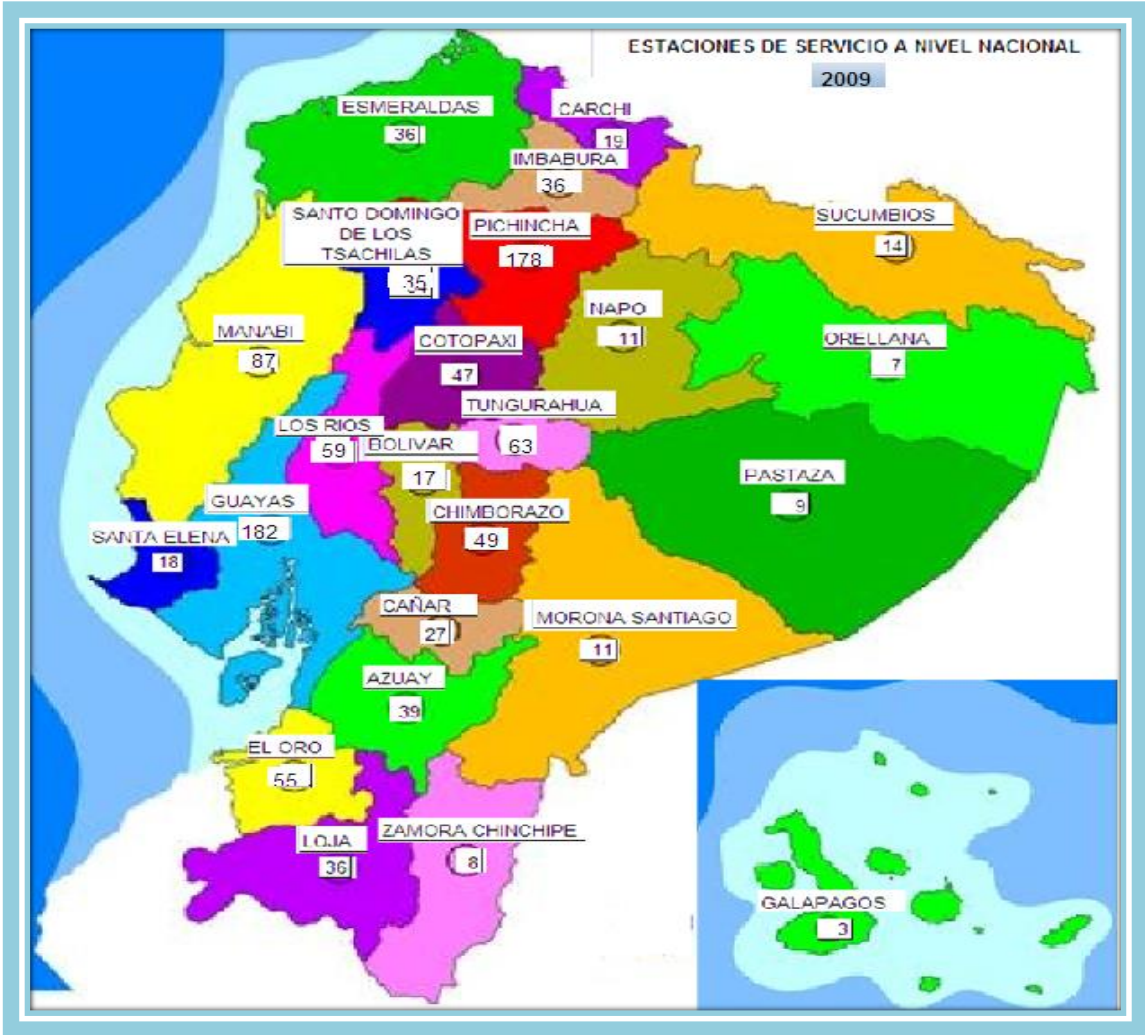 ESTACIONES DE SERVICIO A NIVEL NACIONAL
2009
ESMERALDAS
36
CARCHI
19
IMBABURA
36
SANTO DOMINGO
DE LOS
TSACHILAS
35
PICHINCHA
178
SUCUMBIOS
14
NAPO
11
MANABI
87
COTOPAXI
47
ORELLANA
7
TUNGURAHUA
63
LOS RIOS
59
BOLIVAR
17
PASTAZA
9
GUAYAS
182
CHIMBORAZO
49
SANTA ELENA
18
CAÑAR
27
MORONA SANTIAGO
11
AZUAY
39
EL ORO
55
LOJA
36
ZAMORA CHINCHIPE
8
GALAPAGOS
3